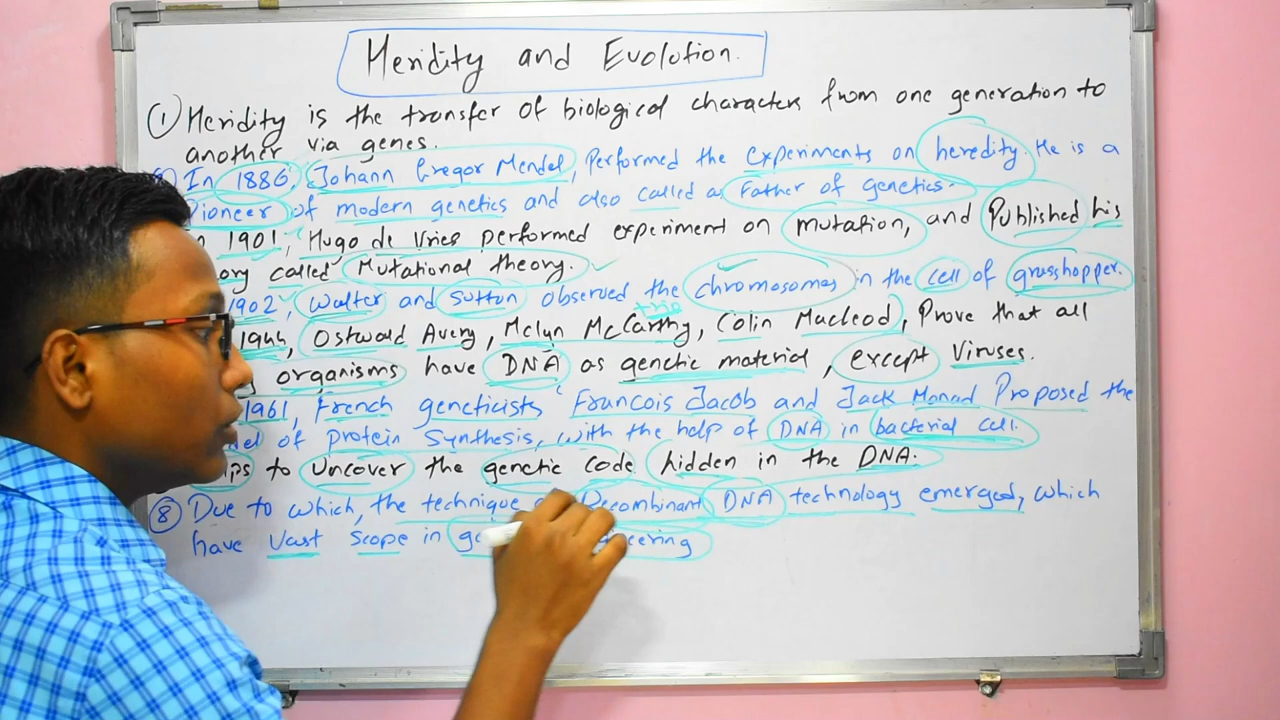 Heridity and Evolution.
① Heridity is the transfer of biological characters from one generation to
another via genes.
In 1886, Johann Gregor Mendel, Performed the experiments on heredity. He is a
Pioneer of modern genetics and also called as Father of genetics.
1901, Hugo de Vries performed experiment on mutation, and Published his
ory called Mutational theory.
1902, Walter and Sutton observed the chromosomes in the cell of grasshopper.
1944, Ostwald Avery, Mclyn McCarthy, Colin Macleod, Prove that all
organisms have DNA as genetic material, except Viruses.
1961, French geneticists Francois Jacob and Jack Monad Proposed the
of Protein Synthesis, with the help of DNA in bacterial cell.
to Uncover the genetic code hidden in the DNA.
⑧ Due to which, the technique Recombinant DNA technology emerged, which
have Vast Scope in